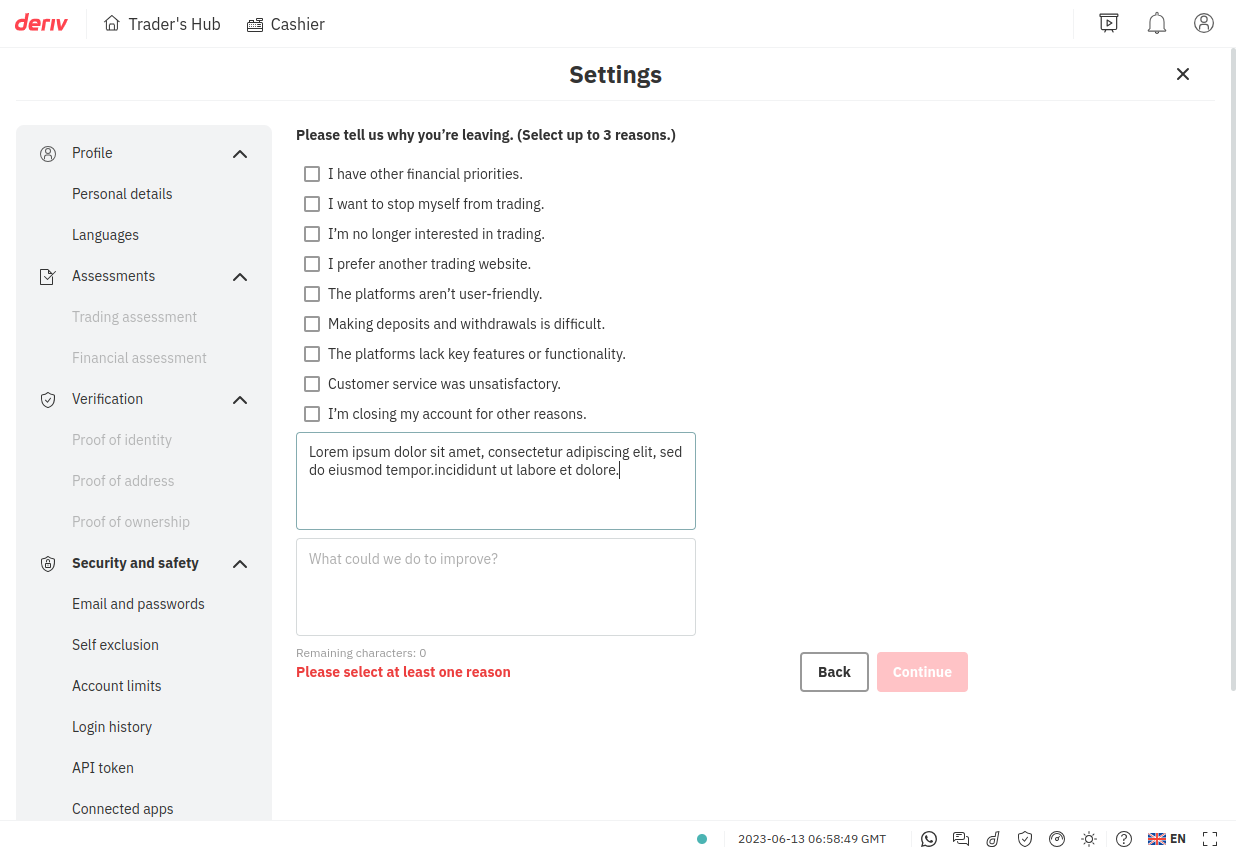 deriv
Trader's Hub
Cashier
Settings
Profile
Personal details
Languages
Assessments
Trading assessment
Financial assessment
Verification
Proof of identity
Proof of address
Proof of ownership
Security and safety
Email and passwords
Self exclusion
Account limits
Login history
API token
Connected apps
Please tell us why you’re leaving. (Select up to 3 reasons.)
I have other financial priorities.
I want to stop myself from trading.
I’m no longer interested in trading.
I prefer another trading website.
The platforms aren’t user-friendly.
Making deposits and withdrawals is difficult.
The platforms lack key features or functionality.
Customer service was unsatisfactory.
I’m closing my account for other reasons.
Lorem ipsum dolor sit amet, consectetur adipiscing elit, sed
do eiusmod tempor.incididunt ut labore et dolore.
What could we do to improve?
Remaining characters: 0
Please select at least one reason
Back
Continue
2023-06-13 06:58:49 GMT
EN